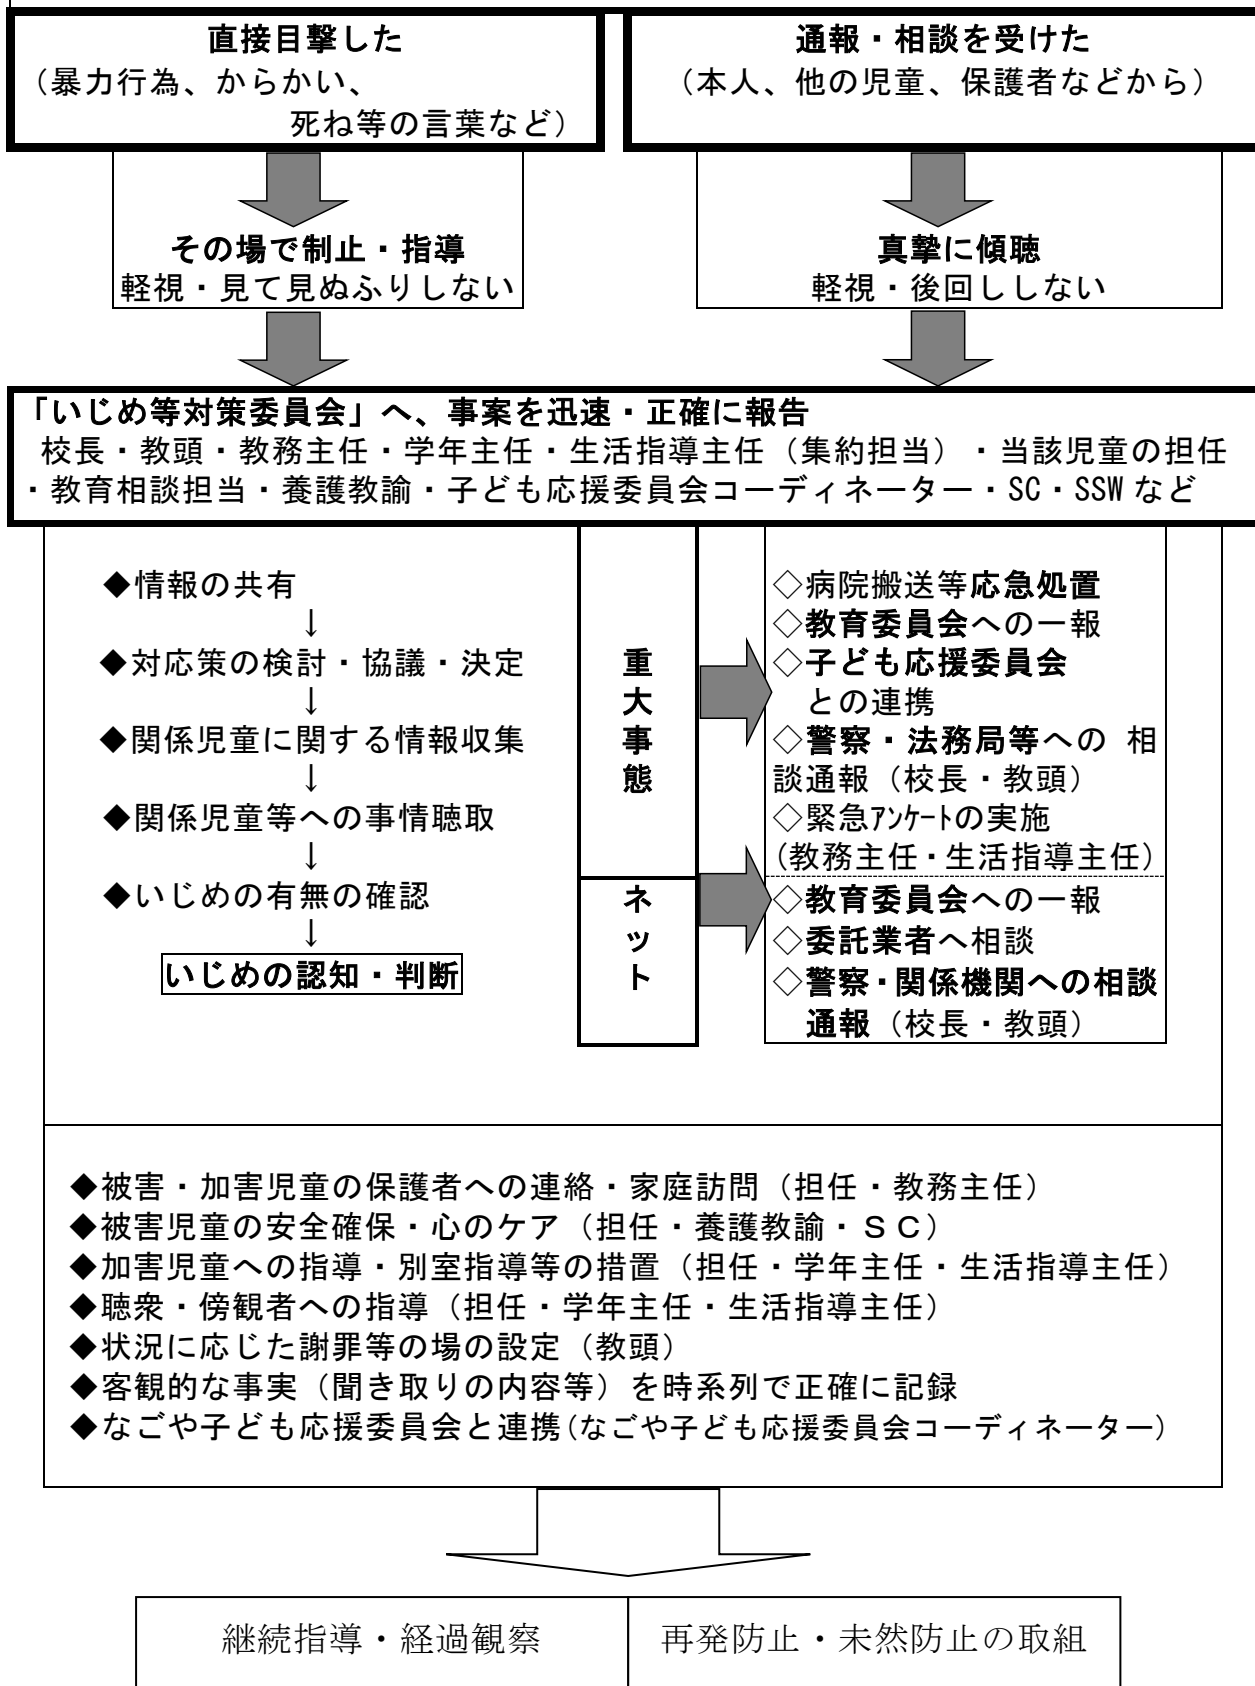 直接目撃した
（暴力行為、からかい、
死ね等の言葉など）
通報・相談を受けた
（本人、他の児童、保護者などから）
その場で制止・指導
軽視・見て見ぬふりしない
真摯に傾聴
軽視・後回ししない
「いじめ等対策委員会」へ、事案を迅速・正確に報告
校長・教頭・教務主任・学年主任・生活指導主任（集約担当）・当該児童の担任
・教育相談担当・養護教諭・子ども応援委員会コーディネーター・SC・SSWなど
◆情報の共有
↓
◆対応策の検討・協議・決定
↓
◆関係児童に関する情報収集
↓
◆関係児童等への事情聴取
↓
◆いじめの有無の確認
↓
いじめの認知・判断
重大事態
◇病院搬送等応急処置
◇教育委員会への一報
◇子ども応援委員会
との連携
◇警察・法務局等への 相
談通報（校長・教頭）
◇緊急ｱﾝｹｰﾄの実施
（教務主任・生活指導主任）
ネット
◇教育委員会への一報
◇委託業者へ相談
◇警察・関係機関への相談
通報（校長・教頭）
◆被害・加害児童の保護者への連絡・家庭訪問（担任・教務主任）
◆被害児童の安全確保・心のケア（担任・養護教諭・ＳＣ）
◆加害児童への指導・別室指導等の措置（担任・学年主任・生活指導主任）
◆聴衆・傍観者への指導（担任・学年主任・生活指導主任）
◆状況に応じた謝罪等の場の設定（教頭）
◆客観的な事実（聞き取りの内容等）を時系列で正確に記録
◆なごや子ども応援委員会と連携（なごや子ども応援委員会コーディネーター）
継続指導・経過観察
再発防止・未然防止の取組